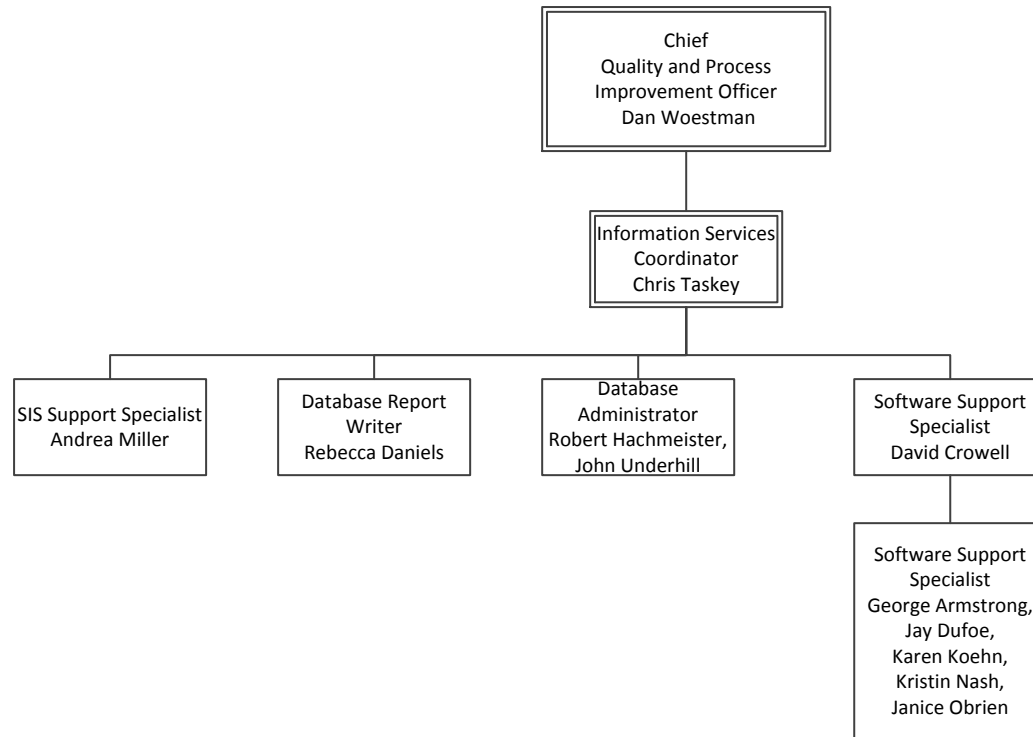 Chief
Quality and Process
Improvement Officer
Dan Woestman
Information Services
Coordinator
Chris Taskey
SIS Support Specialist
Andrea Miller
Database Report
Writer
Rebecca Daniels
Database
Administrator
Robert Hachmeister,
John Underhill
Software Support
Specialist
David Crowell
Software Support
Specialist
George Armstrong,
Jay Dufoe,
Karen Koehn,
Kristin Nash,
Janice Obrien